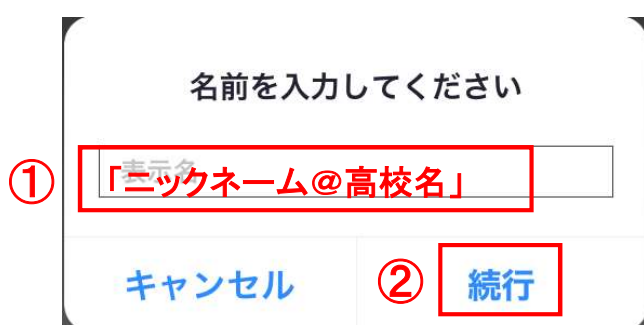 名前を入力してください
① 「ニックネーム@高校名」
表示名
キャンセル ② 続行